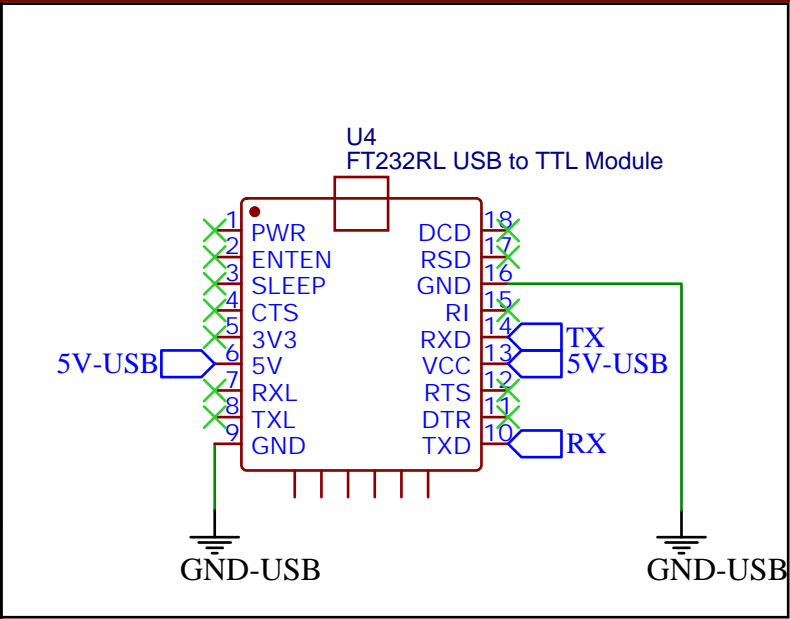 U4
FT232RL USB to TTL Module
1 PWR DCD 18
2 ENTEN RSD 17
3 SLEEP GND 16
4 CTS RI 15
5 3V3 RXD 14 TX
5V-USB 6 5V VCC 13 5V-USB
7 RXL RTS 12
8 TXL DTR 11
9 GND TXD 10 RX
GND-USB GND-USB